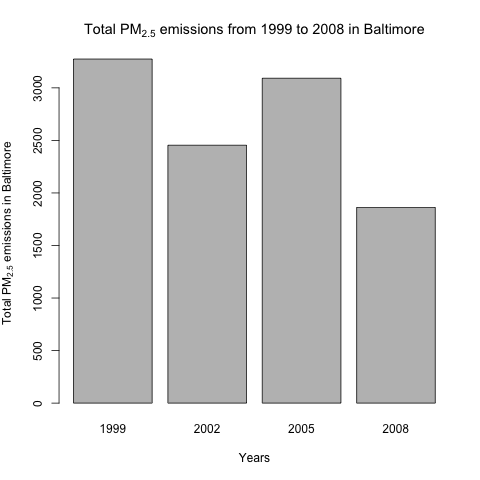 Total PM2.5 emissions from 1999 to 2008 in Baltimore
Total PM2.5 emissions in Baltimore
3000
2500
2000
1500
1000
500
0
1999 2002 2005 2008
Years